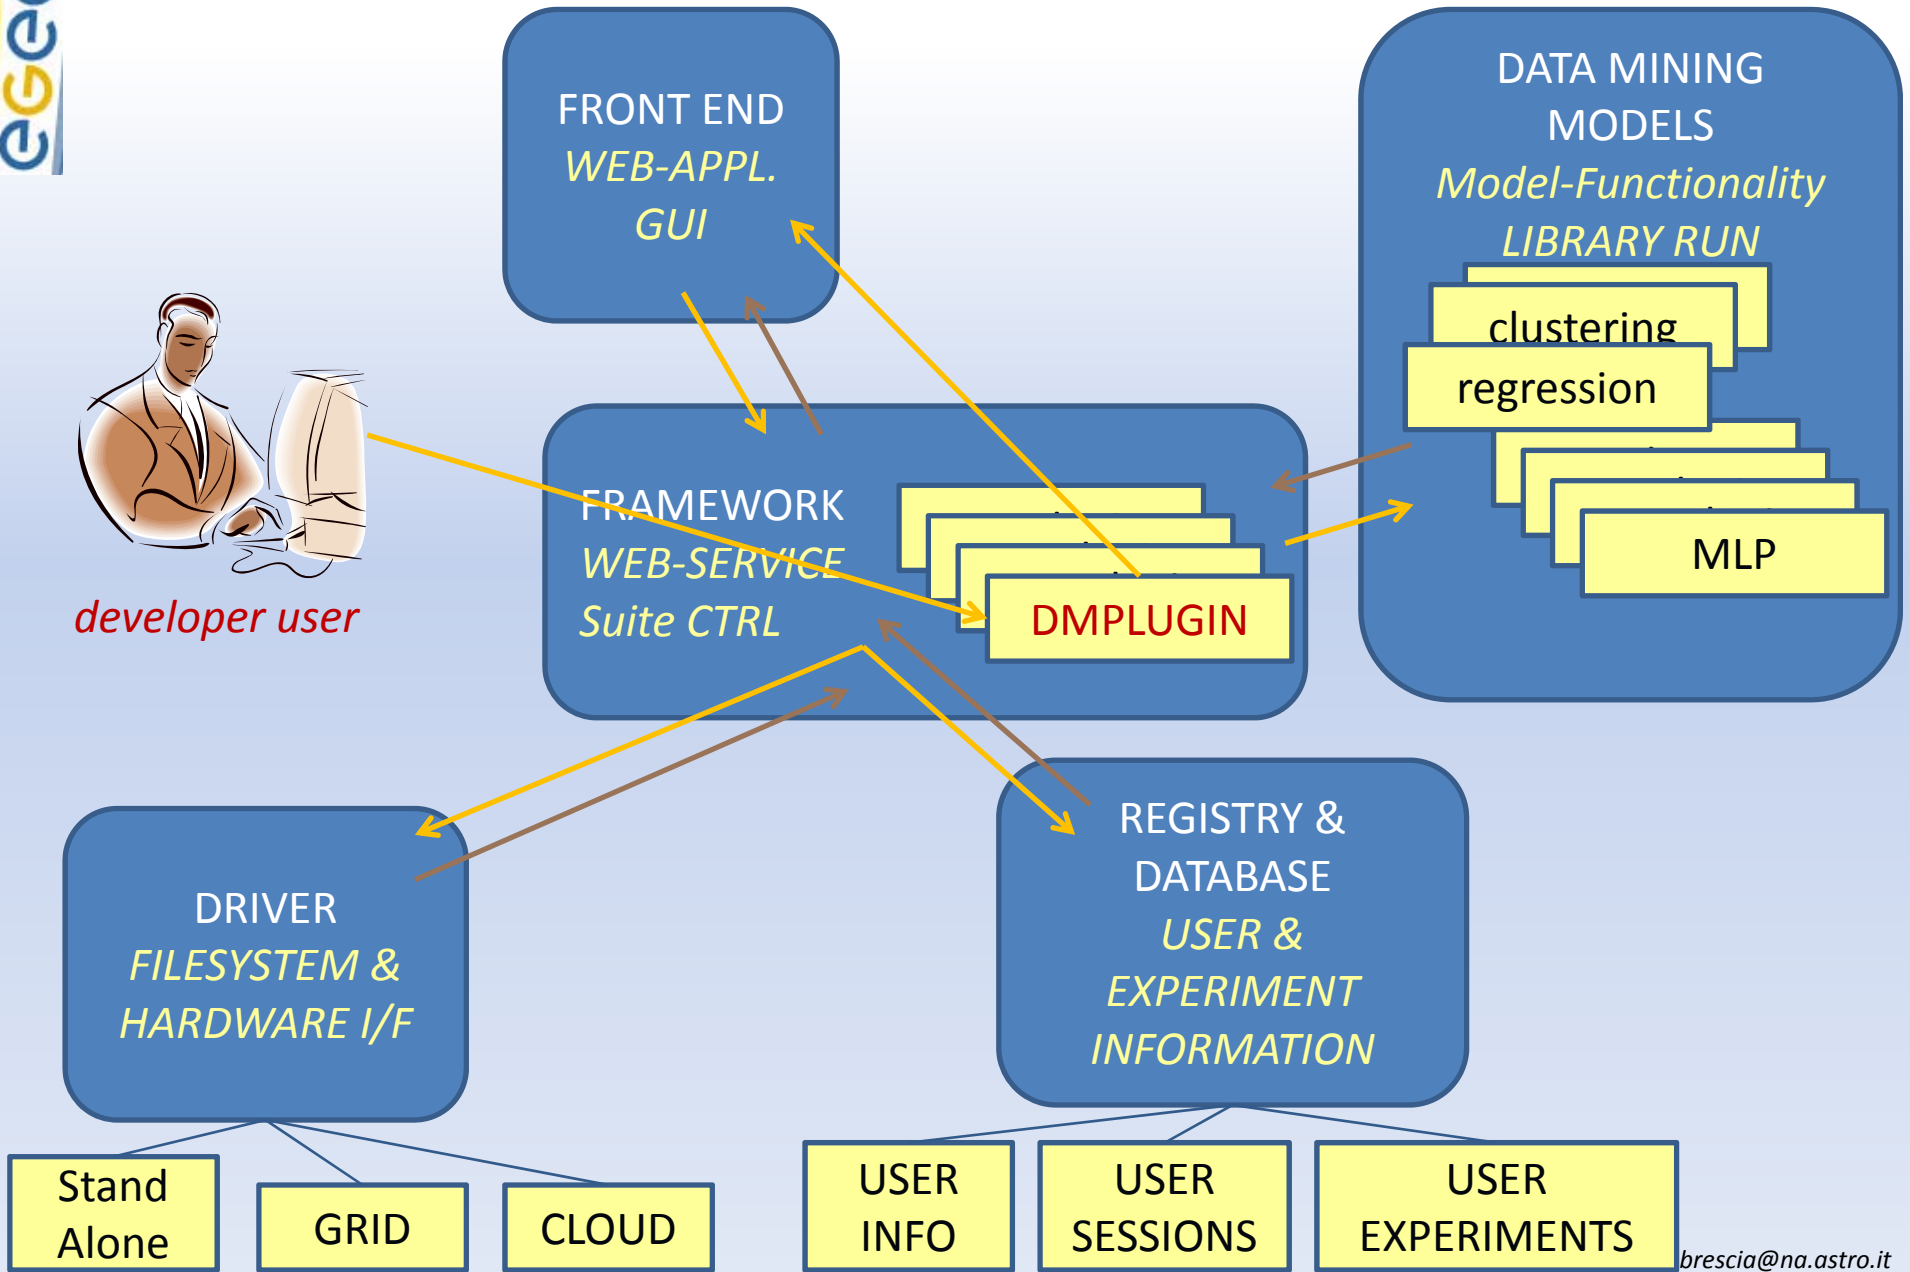 eGee
FRONT END
WEB-APPL.
GUI
DATA MINING
MODELS
Model-Functionality
LIBRARY RUN
clustering
regression
MLP
developer user
FRAMEWORK
WEB-SERVICE
Suite CTRL
DMPLUGIN
DRIVER
FILESYSTEM &
HARDWARE I/F
REGISTRY &
DATABASE
USER &
EXPERIMENT
INFORMATION
Stand
Alone
GRID
CLOUD
USER
INFO
USER
SESSIONS
USER
EXPERIMENTS
brescia@na.astro.it